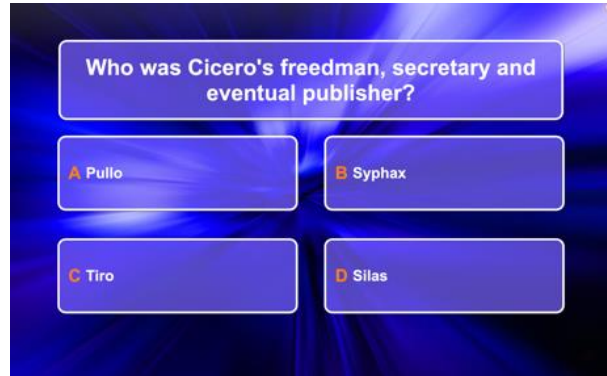 Who was Cicero's freedman, secretary and
eventual publisher?
A Pullo
B Syphax
C Tiro
D Silas